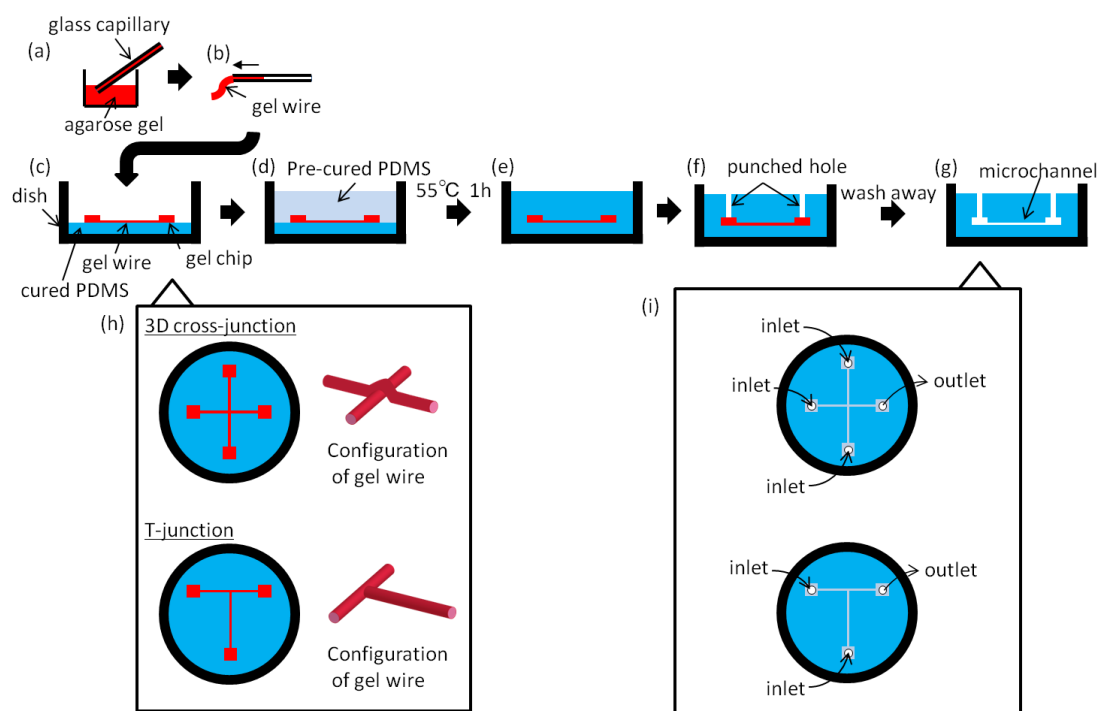 glass capillary
(a)
(b)
gel wire
agarose gel
(c)
(d)
(e)
(f)
(g)
dish
Pre-cured PDMS
55℃ 1h
punched hole
wash away
microchannel
gel wire
gel chip
cured PDMS
(h)
3D cross-junction
Configuration
of gel wire
T-junction
Configuration
of gel wire
(i)
inlet
inlet
outlet
inlet
inlet
outlet
inlet